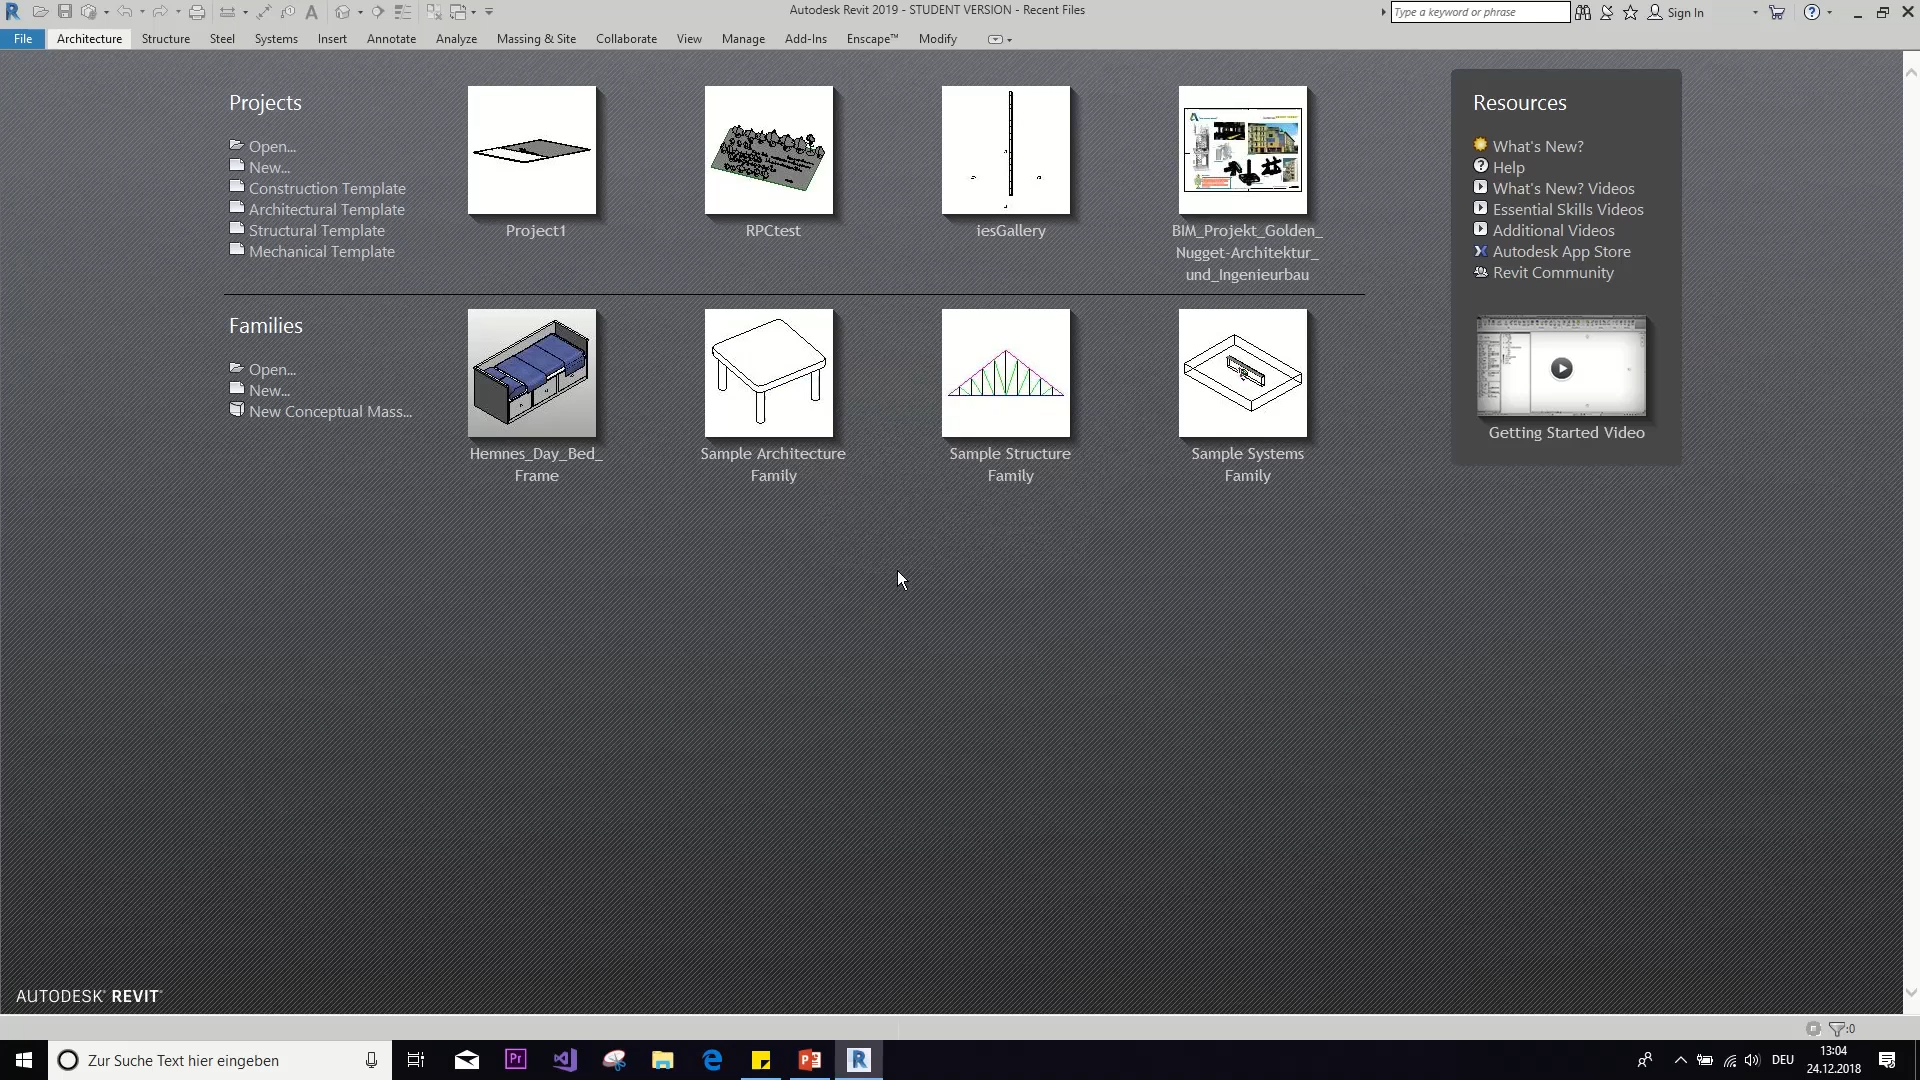 Autodesk Revit 2019 - STUDENT VERSION - Recent Files
Type a keyword or phrase
Sign In
File Architecture Structure Steel Systems Insert Annotate Analyze Massing & Site Collaborate View Manage Add-Ins Enscape™ Modify
Projects
Open...
New...
Construction Template
Architectural Template
Structural Template
Mechanical Template
Project1
RPCtest
iesGallery
BIM_Projekt_Golden_
Nugget-Architektur_
und_Ingenieurbau
Families
Open...
New...
New Conceptual Mass...
Hemnes_Day_Bed_
Frame
Sample Architecture
Family
Sample Structure
Family
Sample Systems
Family
Resources
What's New?
Help
What's New? Videos
Essential Skills Videos
Additional Videos
Autodesk App Store
Revit Community
Getting Started Video
AUTODESK® REVIT®
:0
Zur Suche Text hier eingeben
DEU
13:04
24.12.2018